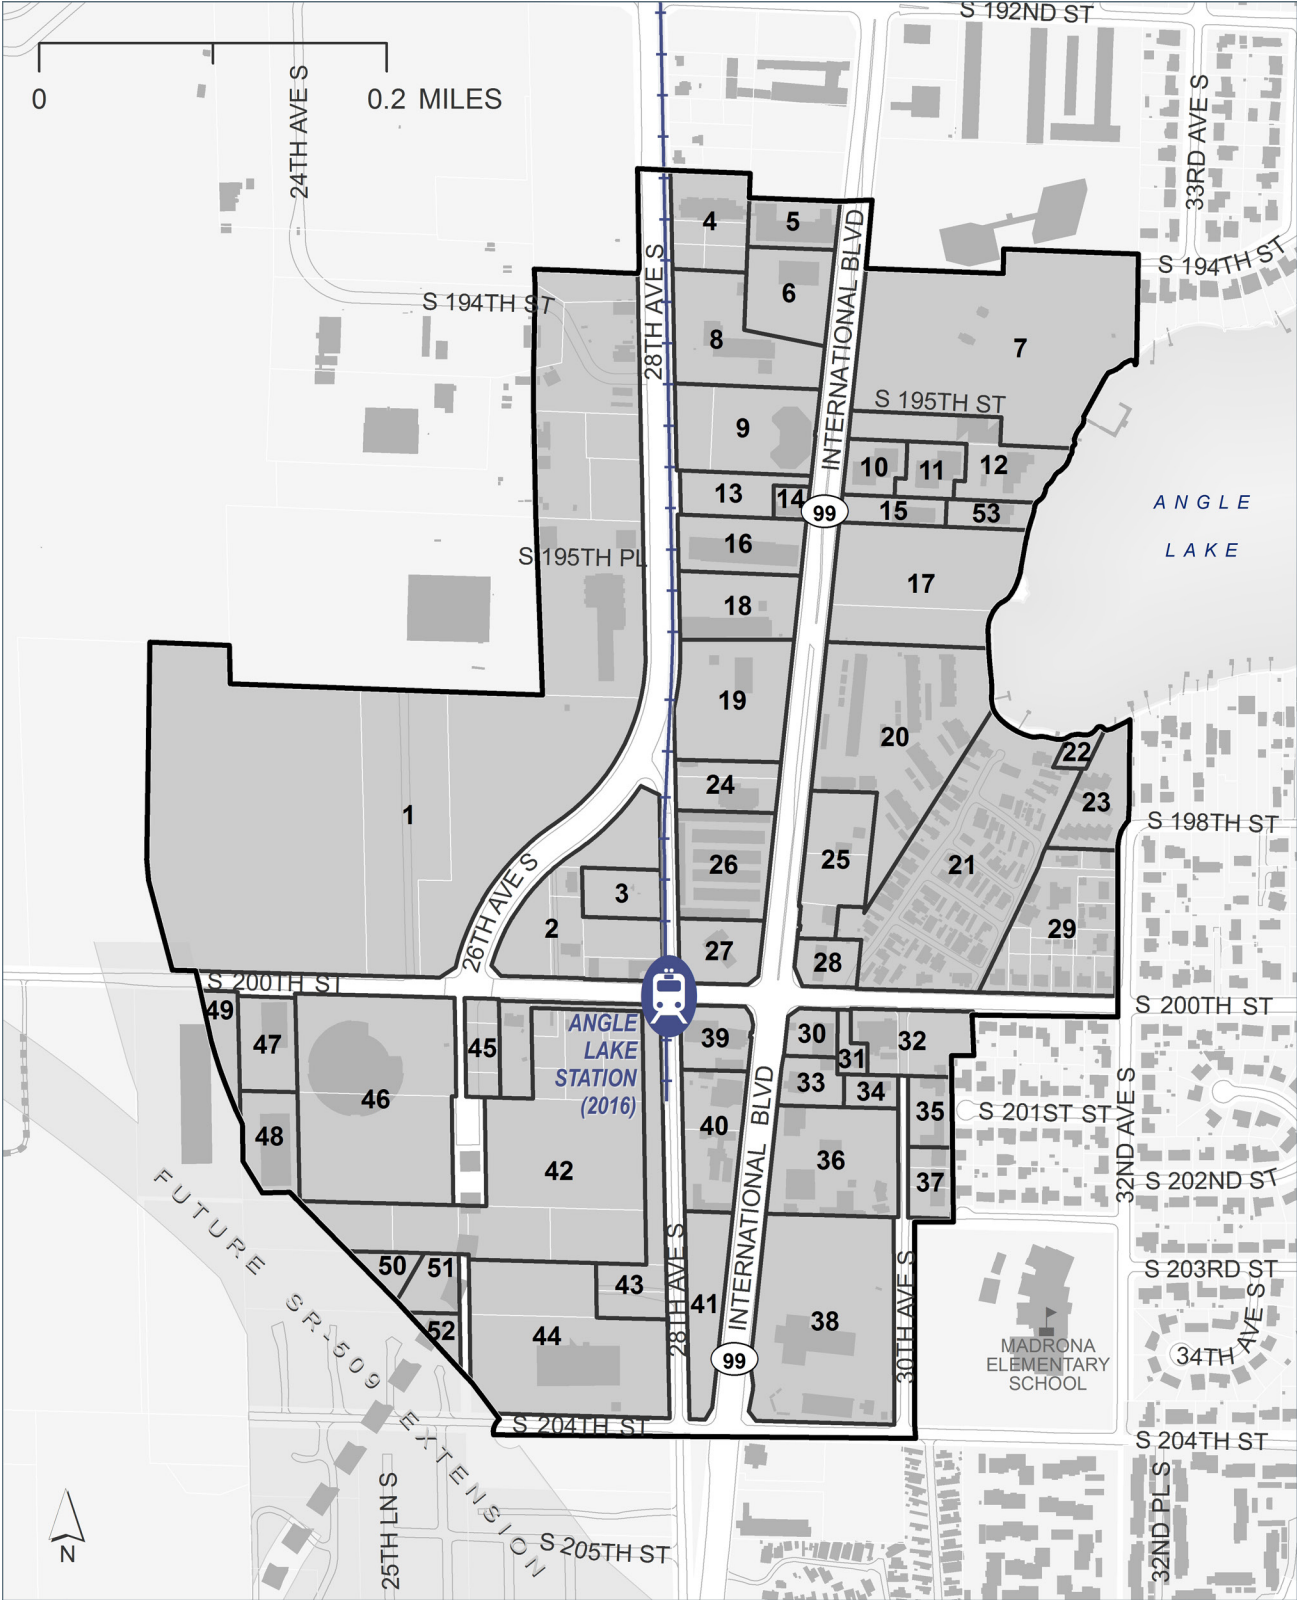 S 192ND ST
0
0.2 MILES
24TH AVE S
33RD AVE S
4
5
28TH AVE S
INTERNATIONAL BLVD
S 194TH ST
S 194TH ST
6
8
7
S 195TH ST
9
10
11
12
13
14
99
15
53
ANGLE
LAKE
16
S 195TH PL
17
18
19
20
22
24
23
1
S 198TH ST
25
26
21
3
2
26TH AVE S
27
28
29
S 200TH ST
S 200TH ST
49
47
45
ANGLE
LAKE
STATION
(2016)
39
30
31
32
33
34
46
35
S 201ST ST
32ND AVE S
48
40
INTERNATIONAL BLVD
42
36
37
S 202ND ST
FUTURE SR-509 EXTENSION
50
51
43
28TH AVE S
41
30TH AVE S
S 203RD ST
52
44
38
99
MADRONA
ELEMENTARY
SCHOOL
34TH AVE S
S 204TH ST
S 204TH ST
N
25TH LN S
S 205TH ST
32ND PL S